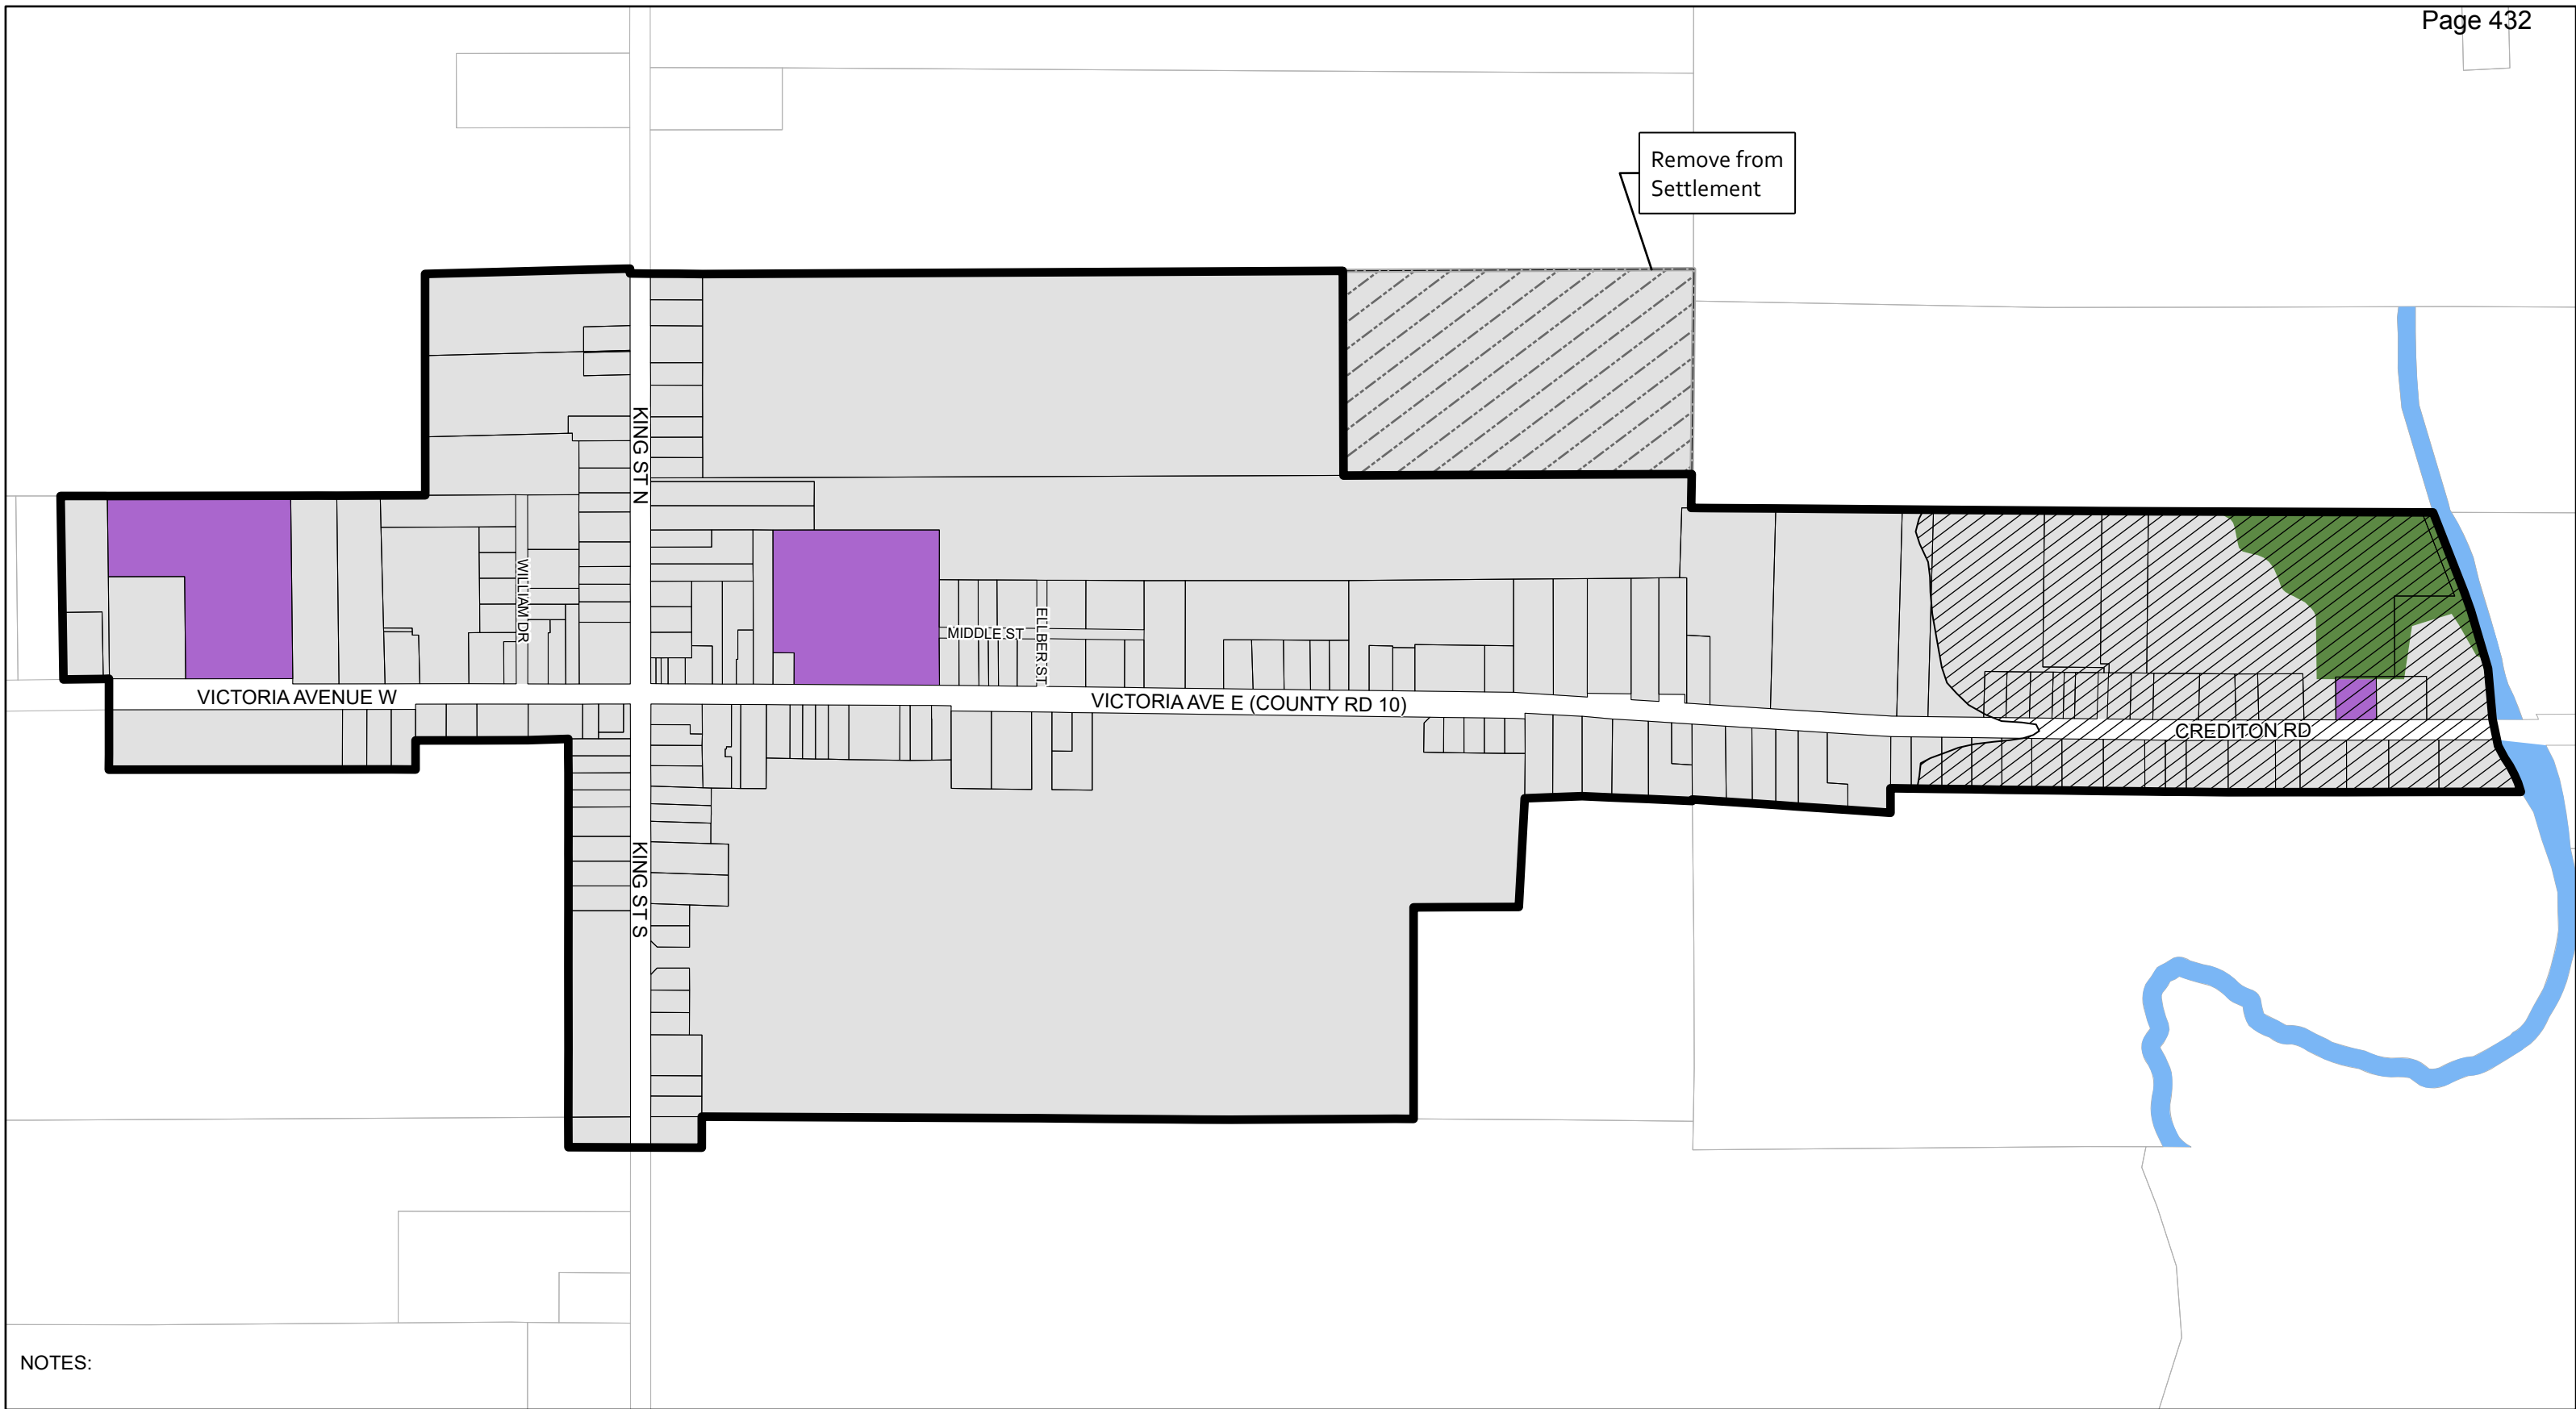 Page 432
Remove from
Settlement
KING ST N
WILLIAM DR
MIDDLE ST
ELLBER ST
VICTORIA AVENUE W
VICTORIA AVE E (COUNTY RD 10)
CREDITON RD
KING ST S
NOTES: